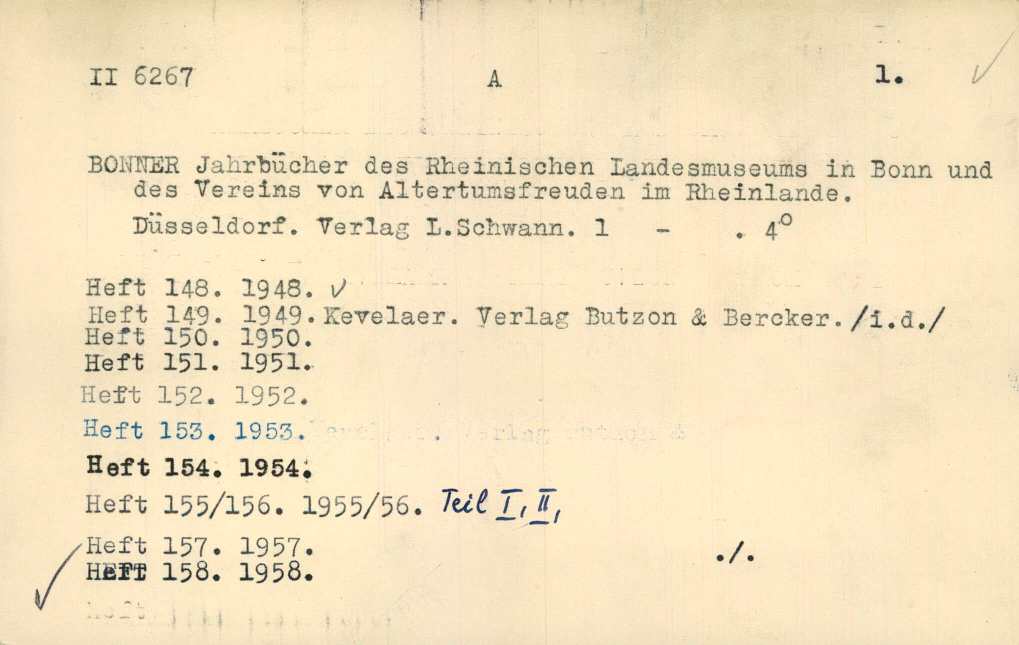 II 6267 A 1.
BONNER Jahrbücher des Rheinischen Landesmuseums in Bonn und
des Vereins von Altertumsfreuden im Rheinlande.
Düsseldorf. Verlag L.Schwann. 1 - . 4°
Heft 148. 1948. ✓
Heft 149. 1949. Kevelaer. Verlag Butzon & Bercker. /i.d./
Heft 150. 1950.
Heft 151. 1951.
Heft 152. 1952.
Heft 153. 1953.
Heft 154. 1954.
Heft 155/156. 1955/56. Teil I, II,
Heft 157. 1957. ./.
Heft 158. 1958.